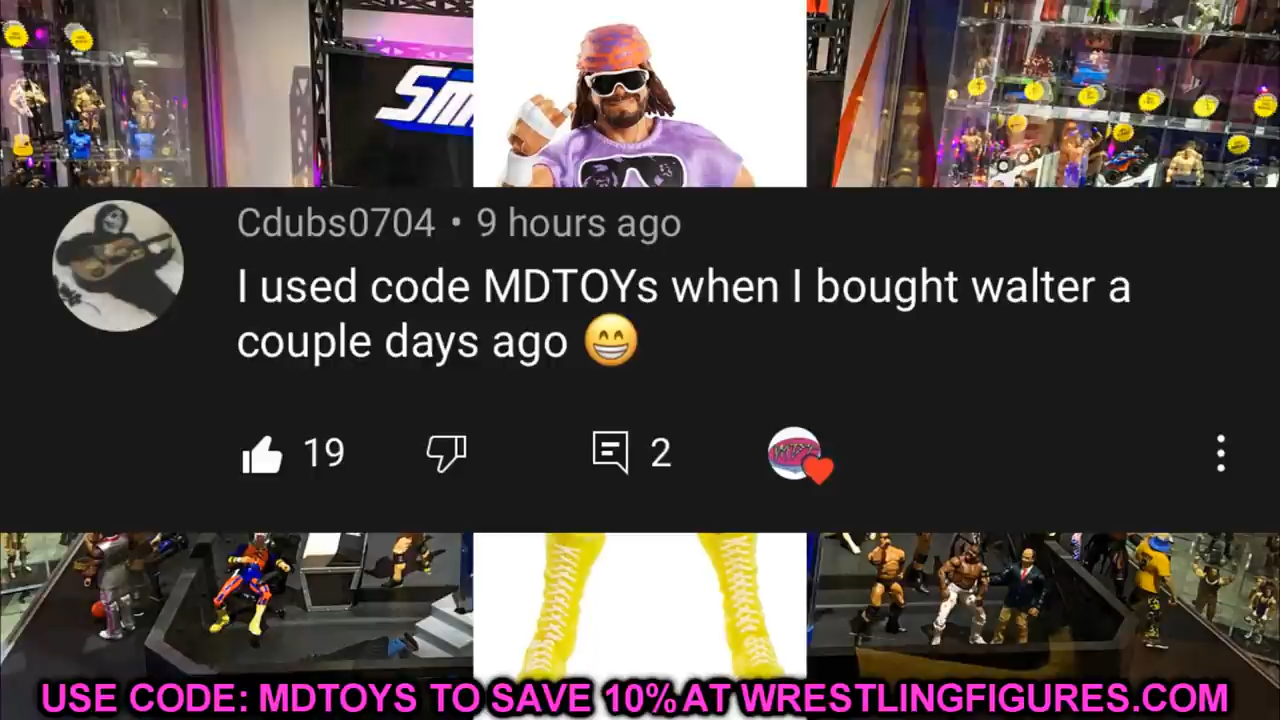 Sm
Cdubs0704 • 9 hours ago
I used code MDTOYs when I bought walter a
couple days ago 😁
19
2
USE CODE: MDTOYS TO SAVE 10% AT WRESTLINGFIGURES.COM